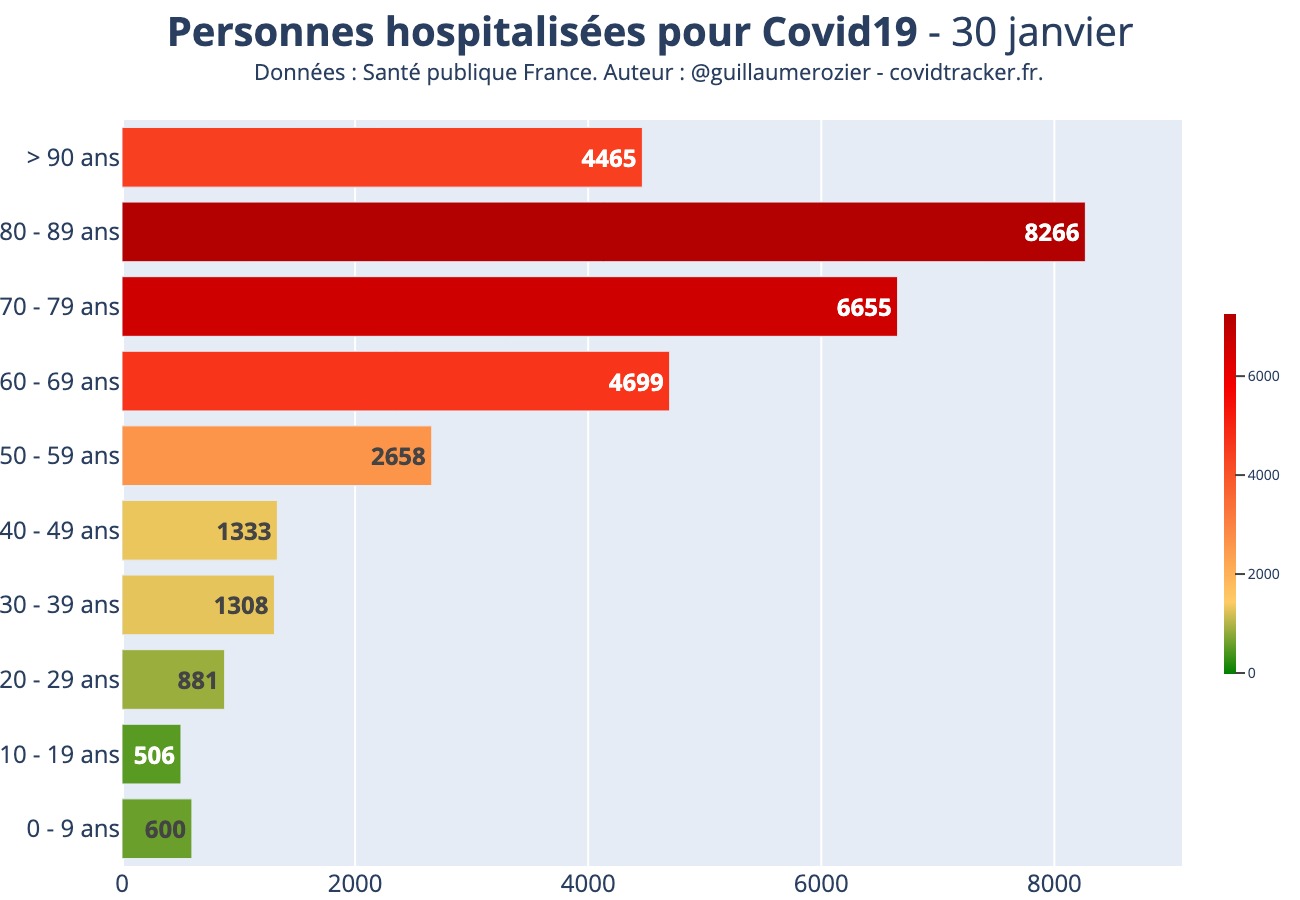 Personnes hospitalisées pour Covid19 - 30 janvier
Données : Santé publique France. Auteur : @guillaumerozier - covidtracker.fr.
> 90 ans 4465
80 - 89 ans 8266
70 - 79 ans 6655
60 - 69 ans 4699
50 - 59 ans 2658
40 - 49 ans 1333
30 - 39 ans 1308
20 - 29 ans 881
10 - 19 ans 506
0 - 9 ans 600
0 2000 4000 6000 8000
6000
4000
2000
0